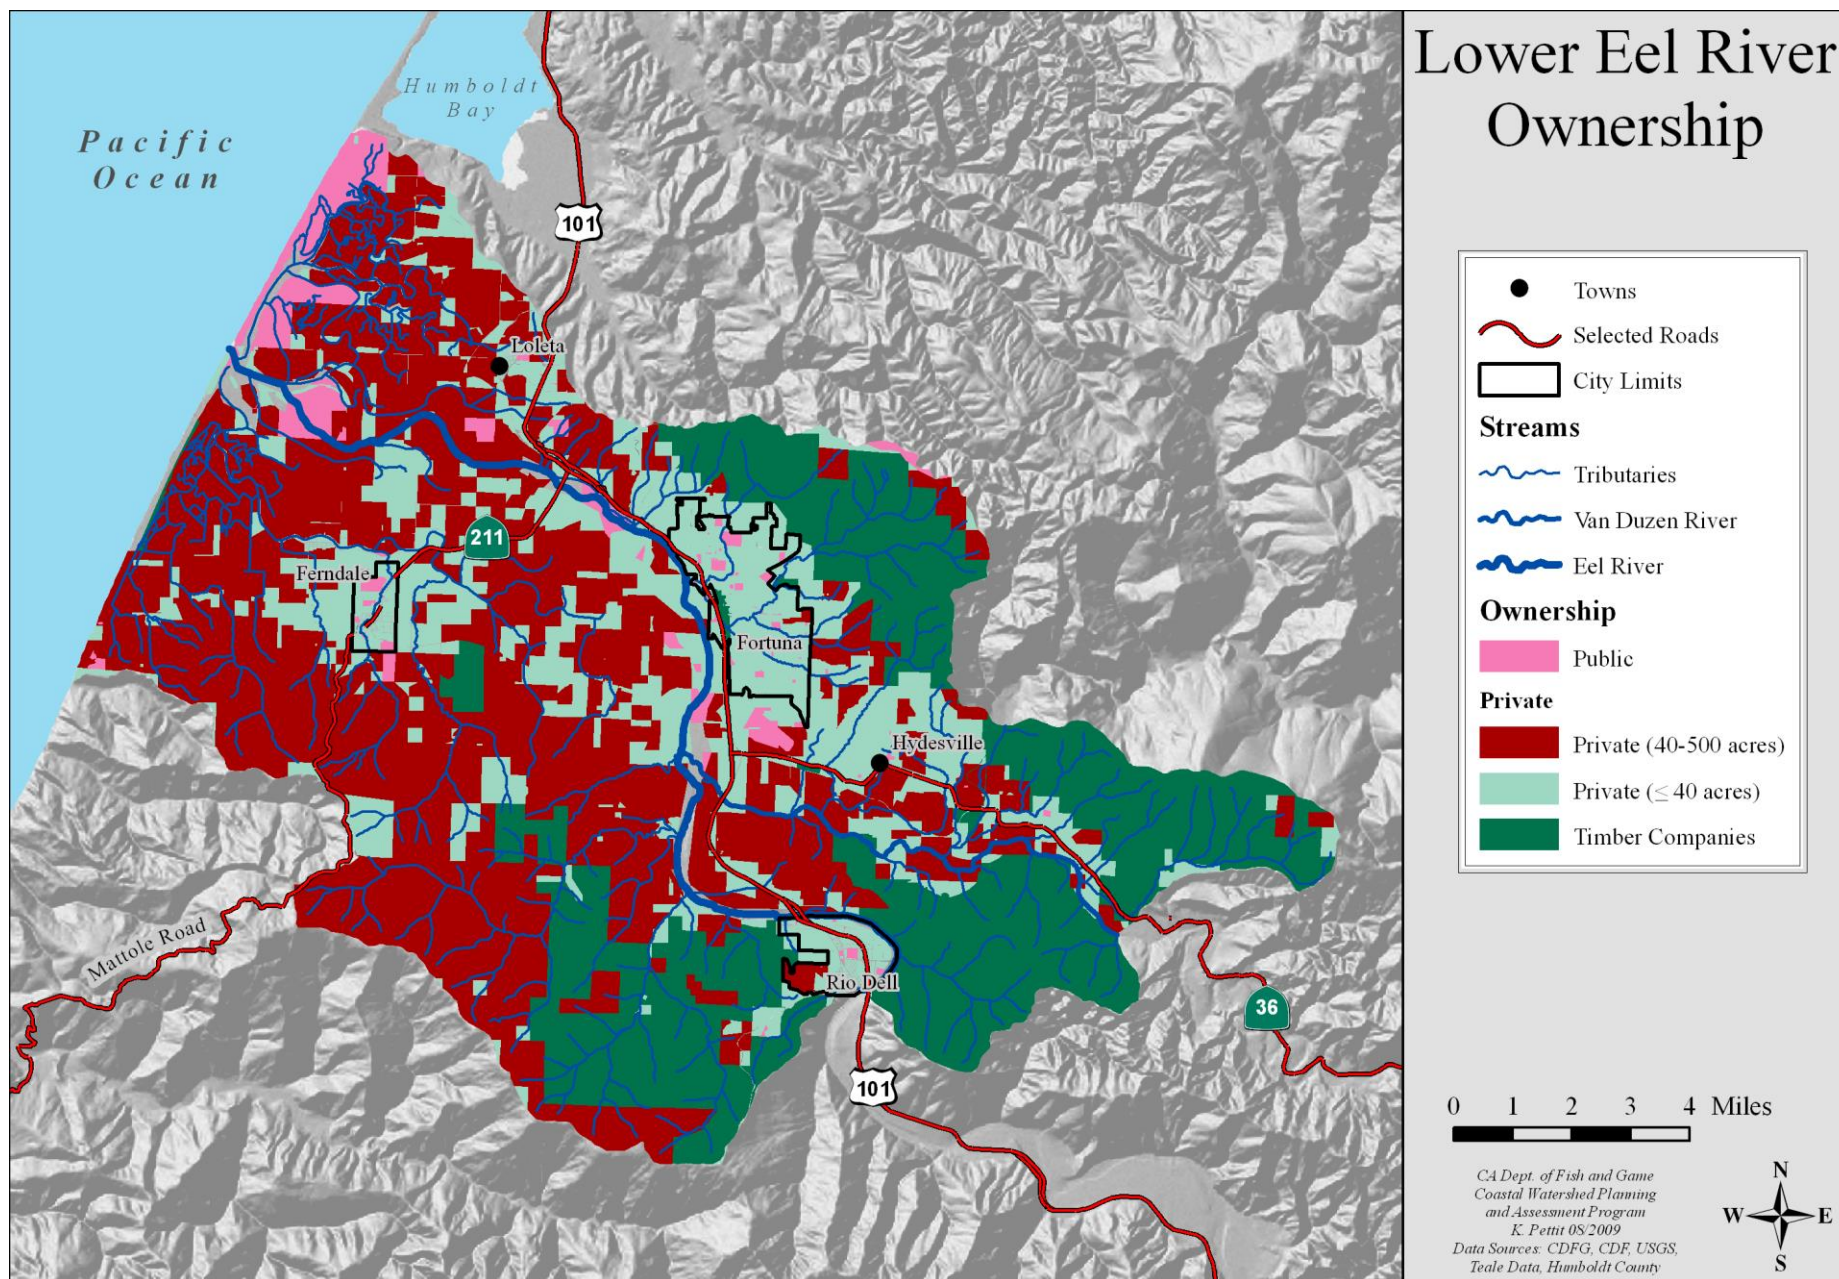 Lower Eel River
Ownership
Humboldt
Bay
Pacific
Ocean
101
Loleta
211
Ferndale
Fortuna
Hydesville
Mattole Road
Rio Dell
36
101
Towns
Selected Roads
City Limits
Streams
Tributaries
Van Duzen River
Eel River
Ownership
Public
Private
Private (40-500 acres)
Private (≤ 40 acres)
Timber Companies
0 1 2 3 4 Miles
CA Dept. of Fish and Game
Coastal Watershed Planning
and Assessment Program
K. Pettit 08/2009
Data Sources: CDFG, CDF, USGS,
Teale Data, Humboldt County
N
W E
S